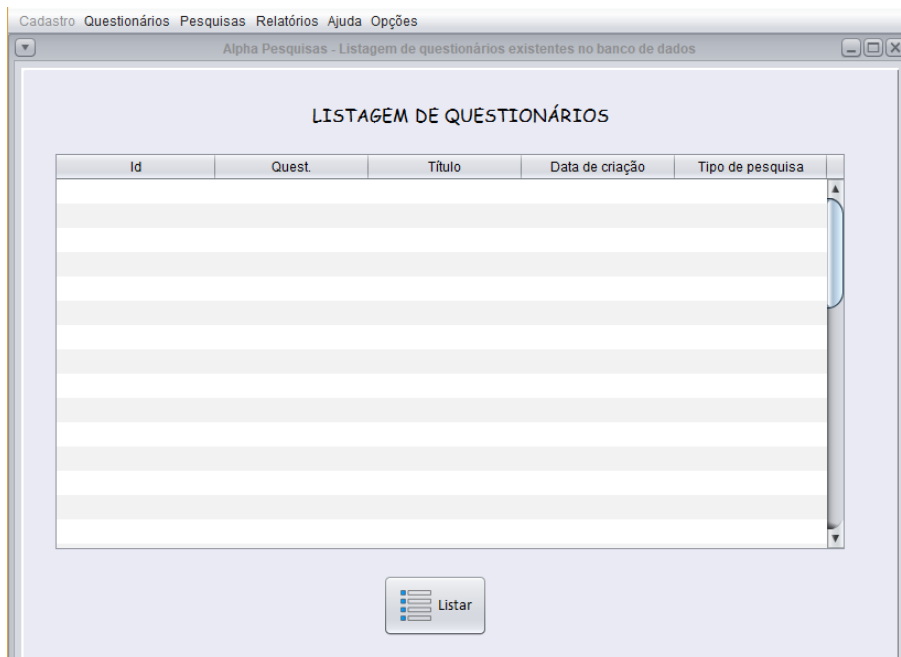 Cadastro Questionários Pesquisas Relatórios Ajuda Opções
Alpha Pesquisas - Listagem de questionários existentes no banco de dados
LISTAGEM DE QUESTIONÁRIOS
Id Quest. Título Data de criação Tipo de pesquisa
Listar